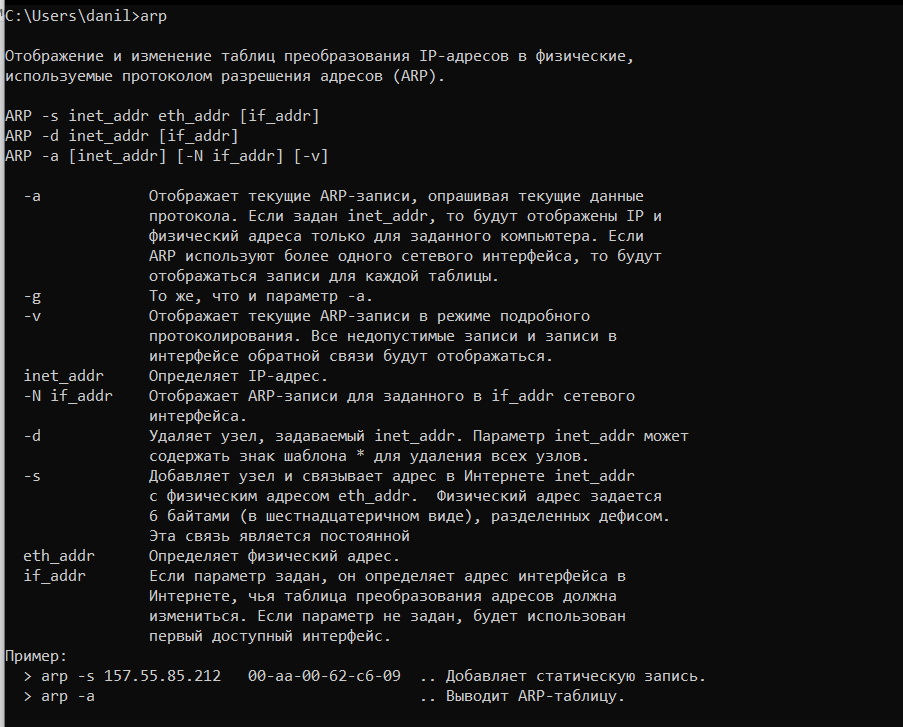 C:\Users\danil>arp
Отображение и изменение таблиц преобразования IP-адресов в физические,
используемые протоколом разрешения адресов (ARP).
ARP -s inet_addr eth_addr [if_addr]
ARP -d inet_addr [if_addr]
ARP -a [inet_addr] [-N if_addr] [-v]
-a Отображает текущие ARP-записи, опрашивая текущие данные
протокола. Если задан inet_addr, то будут отображены IP и
физический адреса только для заданного компьютера. Если
ARP используют более одного сетевого интерфейса, то будут
отображаться записи для каждой таблицы.
-g То же, что и параметр -a.
-v Отображает текущие ARP-записи в режиме подробного
протоколирования. Все недопустимые записи и записи в
интерфейсе обратной связи будут отображаться.
inet_addr Определяет IP-адрес.
-N if_addr Отображает ARP-записи для заданного в if_addr сетевого
интерфейса.
-d Удаляет узел, задаваемый inet_addr. Параметр inet_addr может
содержать знак шаблона * для удаления всех узлов.
-s Добавляет узел и связывает адрес в Интернете inet_addr
с физическим адресом eth_addr.  Физический адрес задается
6 байтами (в шестнадцатеричном виде), разделенных дефисом.
Эта связь является постоянной
eth_addr Определяет физический адрес.
if_addr Если параметр задан, он определяет адрес интерфейса в
Интернете, чья таблица преобразования адресов должна
измениться. Если параметр не задан, будет использован
первый доступный интерфейс.
Пример:
> arp -s 157.55.85.212 00-aa-00-62-c6-09 .. Добавляет статическую запись.
> arp -a .. Выводит ARP-таблицу.